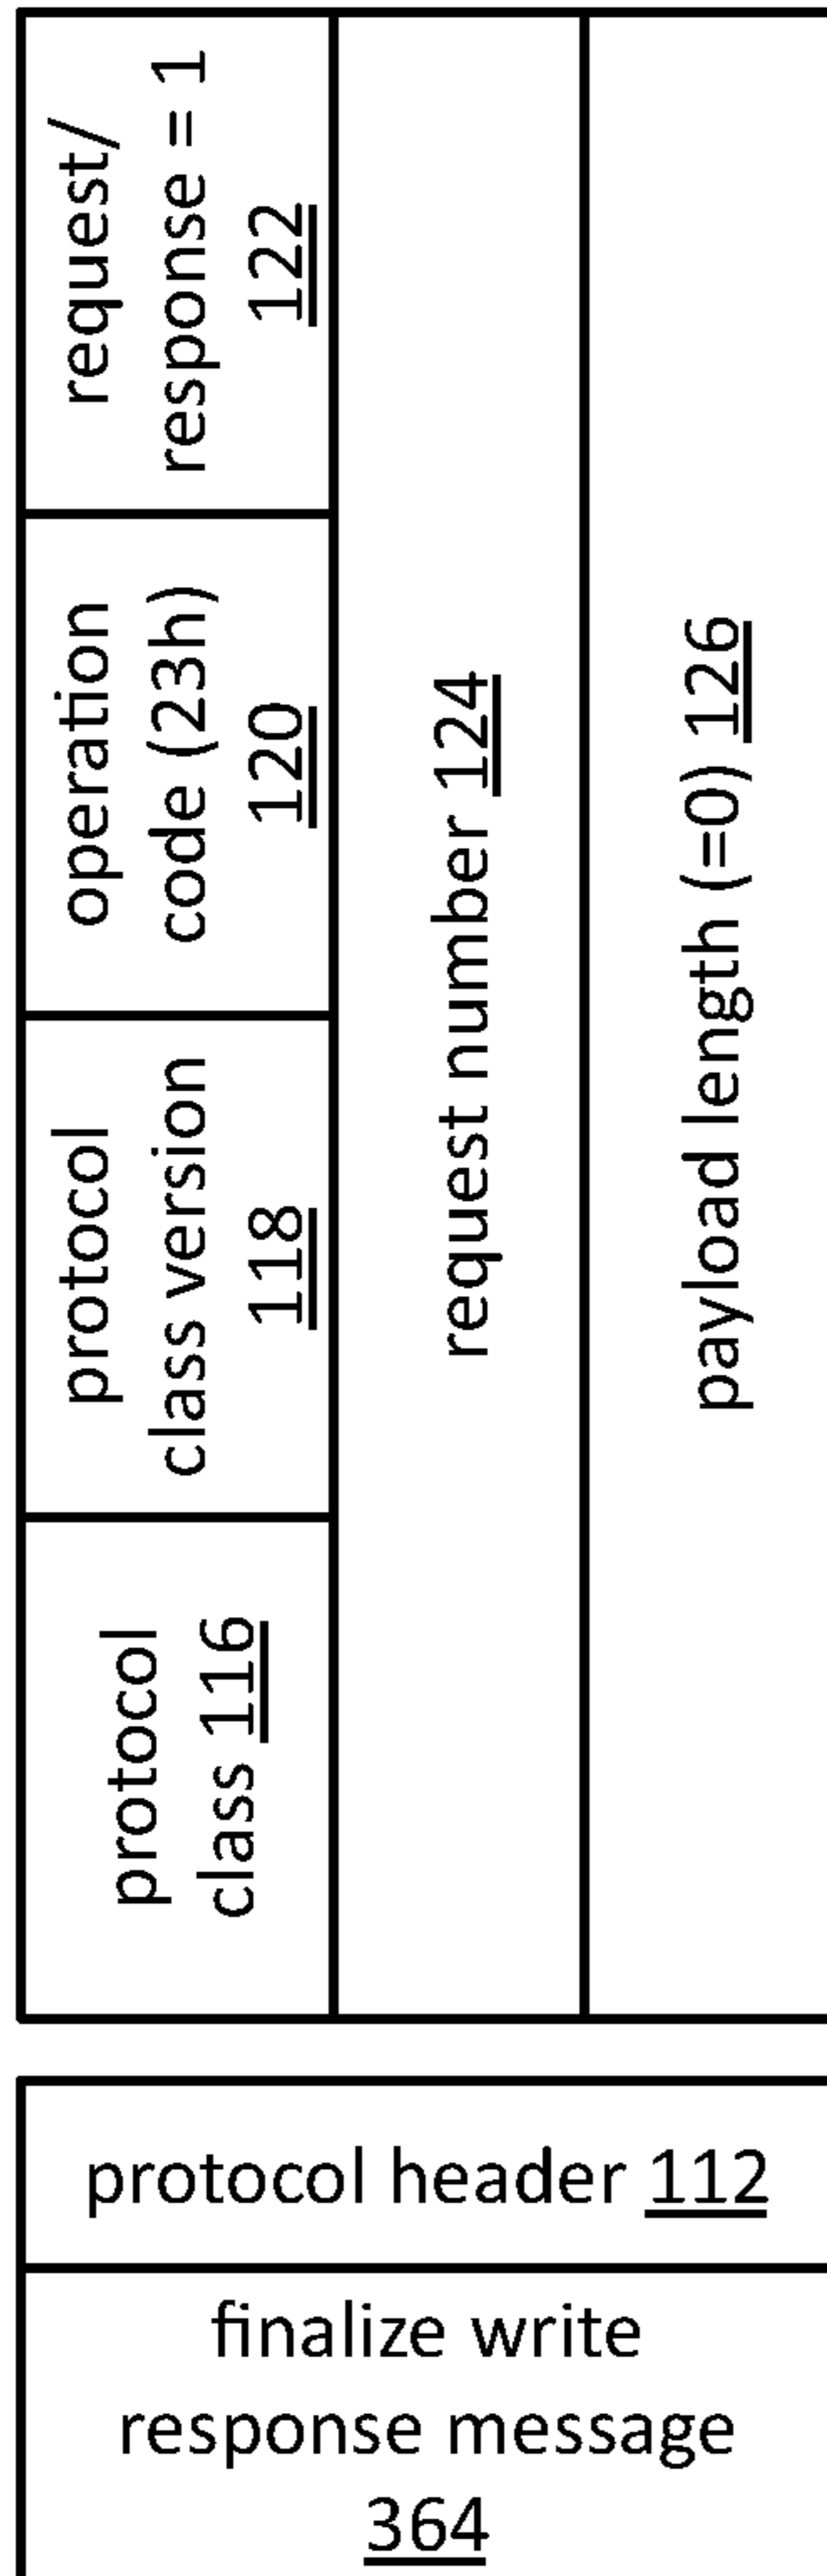 request/
response = 1
122
operation
code (23h)
120
protocol
class version
118
protocol
class 116
request number 124
payload length (=0) 126
protocol header 112
finalize write
response message
364